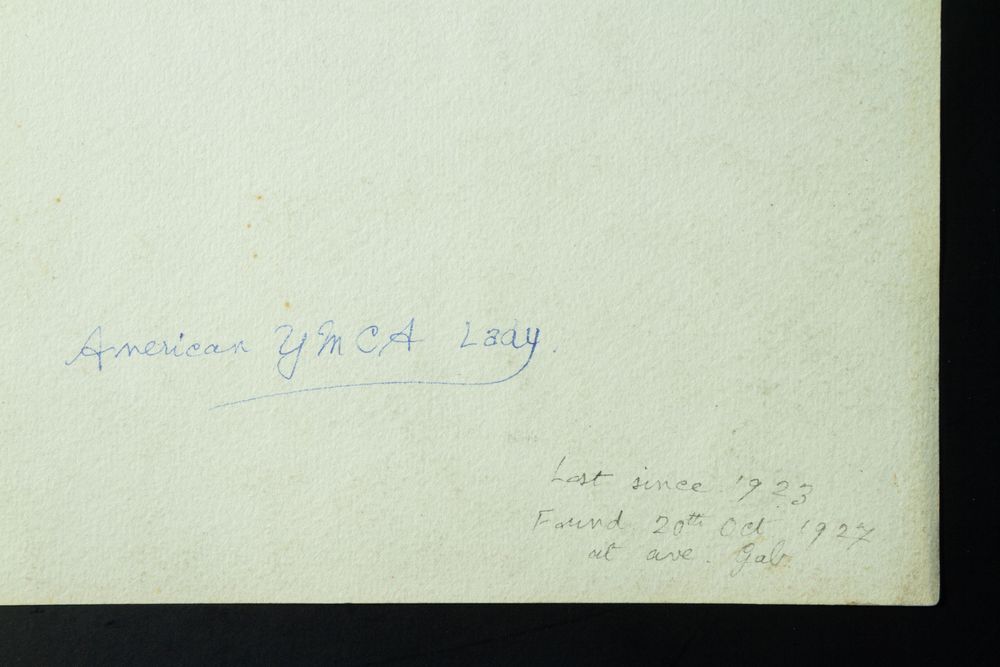 American YMCA Lady.
Lost since 1923
Found 20th Oct 1927
at ave. Gab